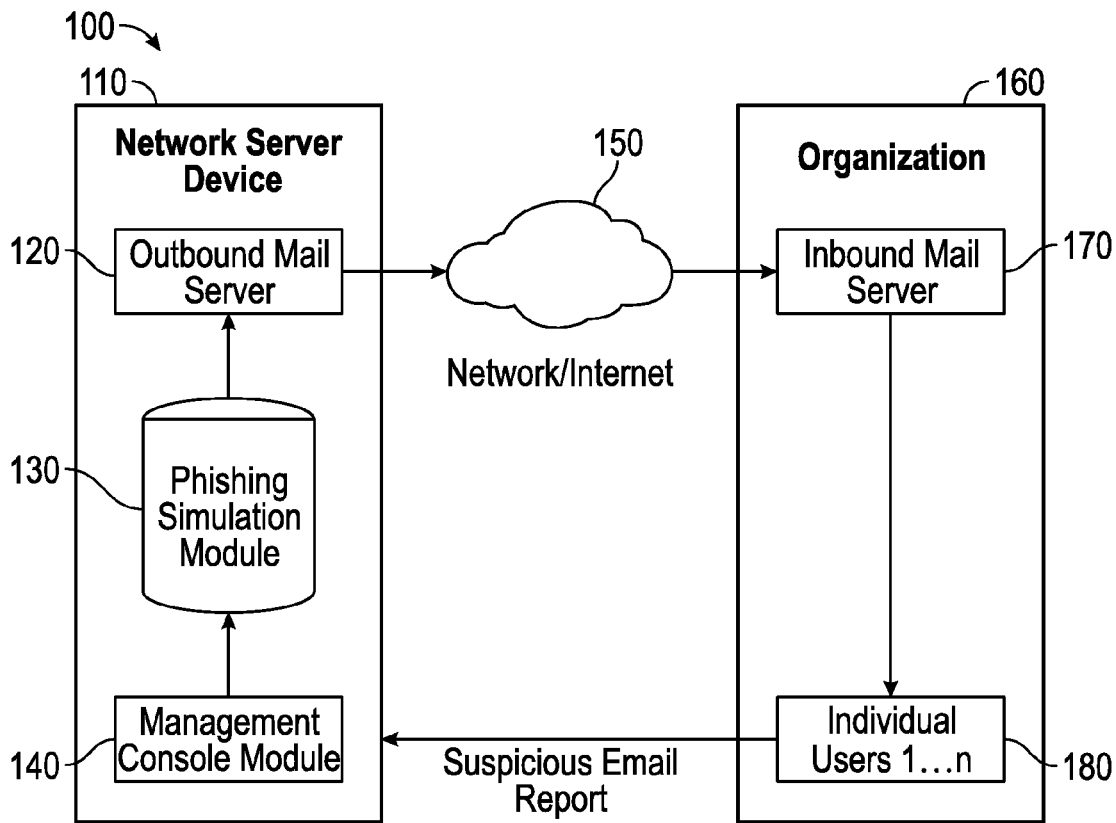 100
110
Network Server
Device
120
Outbound Mail
Server
130
Phishing
Simulation
Module
140
Management
Console Module
150
Network/Internet
160
Organization
Inbound Mail
Server
170
Individual
Users 1...n
180
Suspicious Email
Report